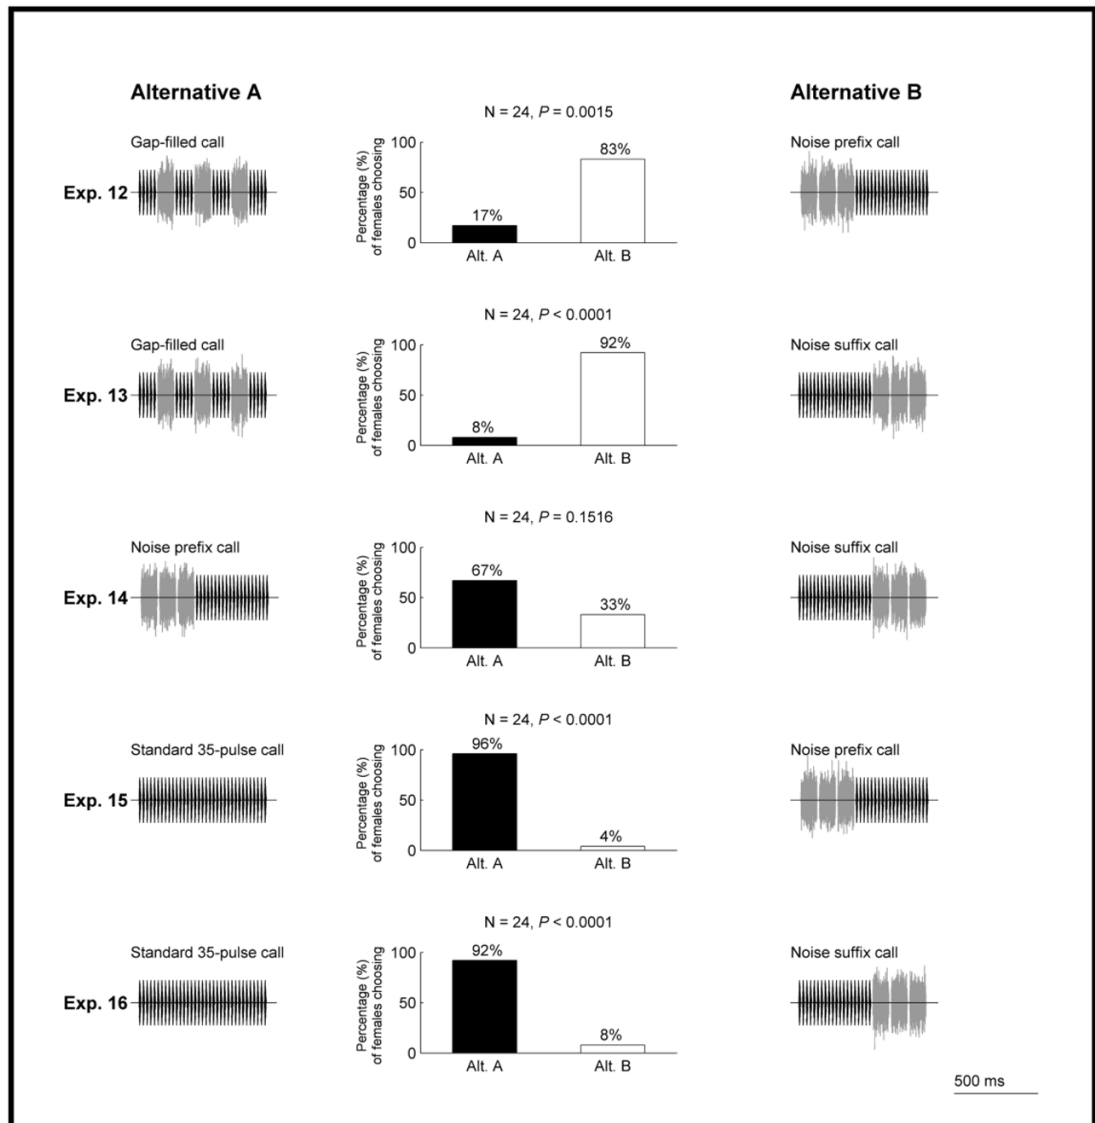 Alternative A
Alternative B
N = 24, P = 0.0015
Gap-filled call
Noise prefix call
Exp. 12
Percentage (%)
of females choosing
100
50
0
17%
83%
Alt. A
Alt. B
N = 24, P < 0.0001
Gap-filled call
Noise suffix call
Exp. 13
Percentage (%)
of females choosing
100
50
0
8%
92%
Alt. A
Alt. B
N = 24, P = 0.1516
Noise prefix call
Noise suffix call
Exp. 14
Percentage (%)
of females choosing
100
50
0
67%
33%
Alt. A
Alt. B
N = 24, P < 0.0001
Standard 35-pulse call
Noise prefix call
Exp. 15
Percentage (%)
of females choosing
100
50
0
96%
4%
Alt. A
Alt. B
N = 24, P < 0.0001
Standard 35-pulse call
Noise suffix call
Exp. 16
Percentage (%)
of females choosing
100
50
0
92%
8%
Alt. A
Alt. B
500 ms